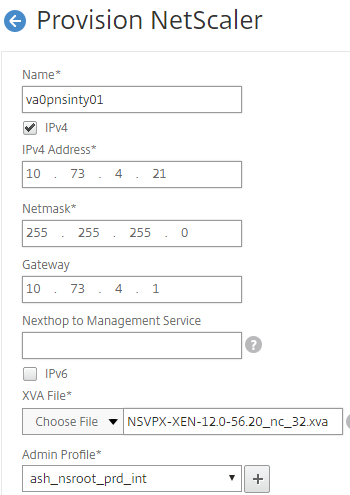 Provision NetScaler
Name*
va0pnsinty01
IPv4
IPv4 Address*
10 . 73 . 4 . 21
Netmask*
255 . 255 . 255 . 0
Gateway
10 . 73 . 4 . 1
Nexthop to Management Service
?
IPv6
XVA File*
Choose File NSVPX-XEN-12.0-56.20_nc_32.xva
Admin Profile*
ash_nsroot_prd_int +